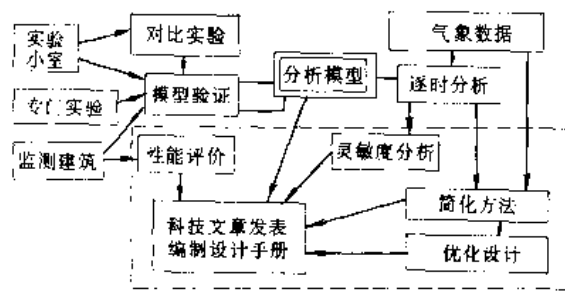 实验
小室
对比实验
气象数据
分析模型
专门实验
模型验证
逐时分析
监测建筑
性能评价
灵敏度分析
科技文章发表
编制设计手册
简化方法
优化设计